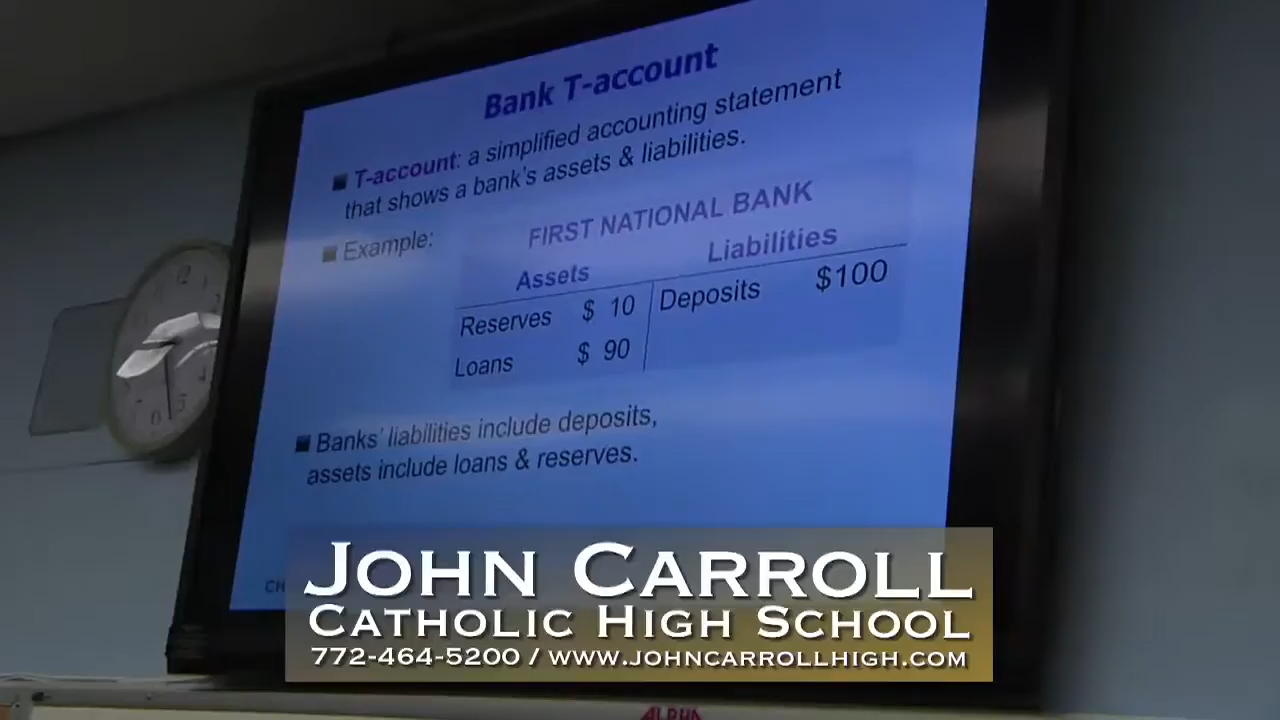 Bank T-account
T-account: a simplified accounting statement
that shows a bank's assets & liabilities.
Example:
FIRST NATIONAL BANK
Assets
Liabilities
Reserves $ 10
Deposits $100
Loans $ 90
Banks' liabilities include deposits,
assets include loans & reserves.
CH
JOHN CARROLL
CATHOLIC HIGH SCHOOL
772-464-5200 / WWW.JOHNCARROLLHIGH.COM
ALPHA